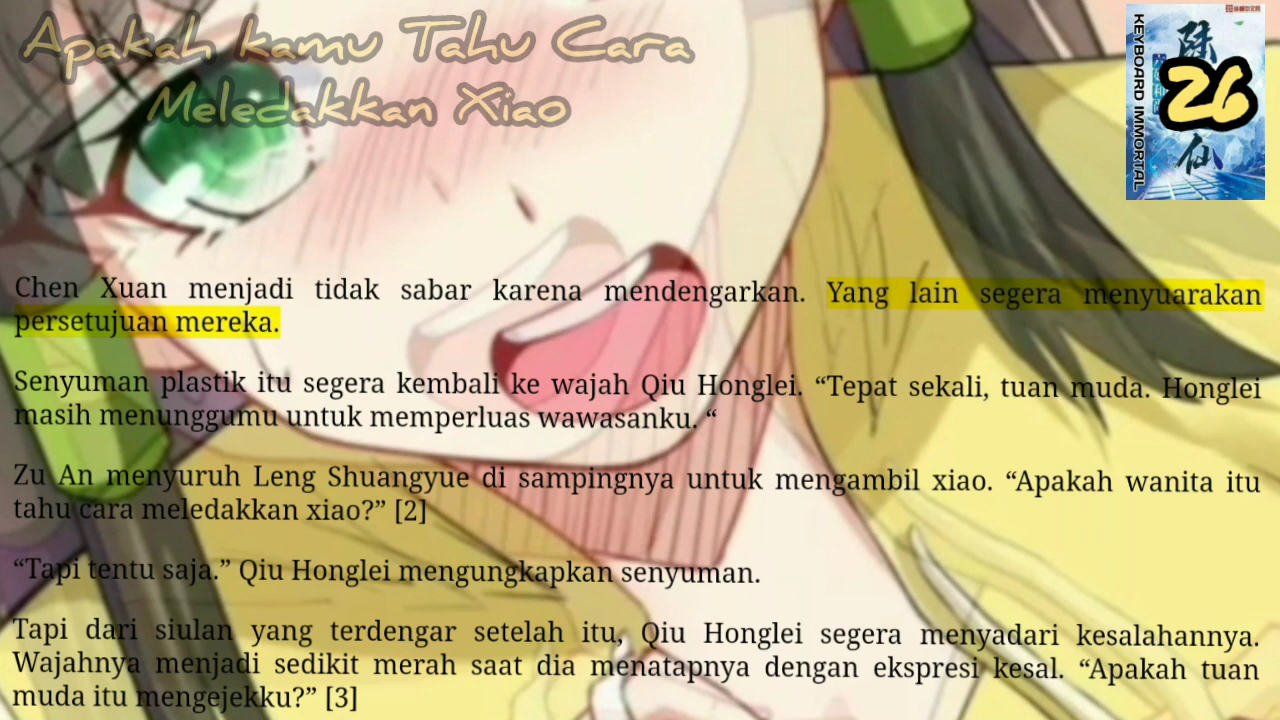 Apakah kamu Tahu Cara
Meledakkan Xiao
KEYBOARD IMMORTAL
26
陆
仙
Chen Xuan menjadi tidak sabar karena mendengarkan. Yang lain segera menyuarakan
persetujuan mereka.
Senyuman plastik itu segera kembali ke wajah Qiu Honglei. “Tepat sekali, tuan muda. Honglei
masih menunggumu untuk memperluas wawasanku. “
Zu An menyuruh Leng Shuangyue di sampingnya untuk mengambil xiao. “Apakah wanita itu
tahu cara meledakkan xiao?” [2]
“Tapi tentu saja.” Qiu Honglei mengungkapkan senyuman.
Tapi dari siulan yang terdengar setelah itu, Qiu Honglei segera menyadari kesalahannya.
Wajahnya menjadi sedikit merah saat dia menatapnya dengan ekspresi kesal. “Apakah tuan
muda itu mengejekku?” [3]